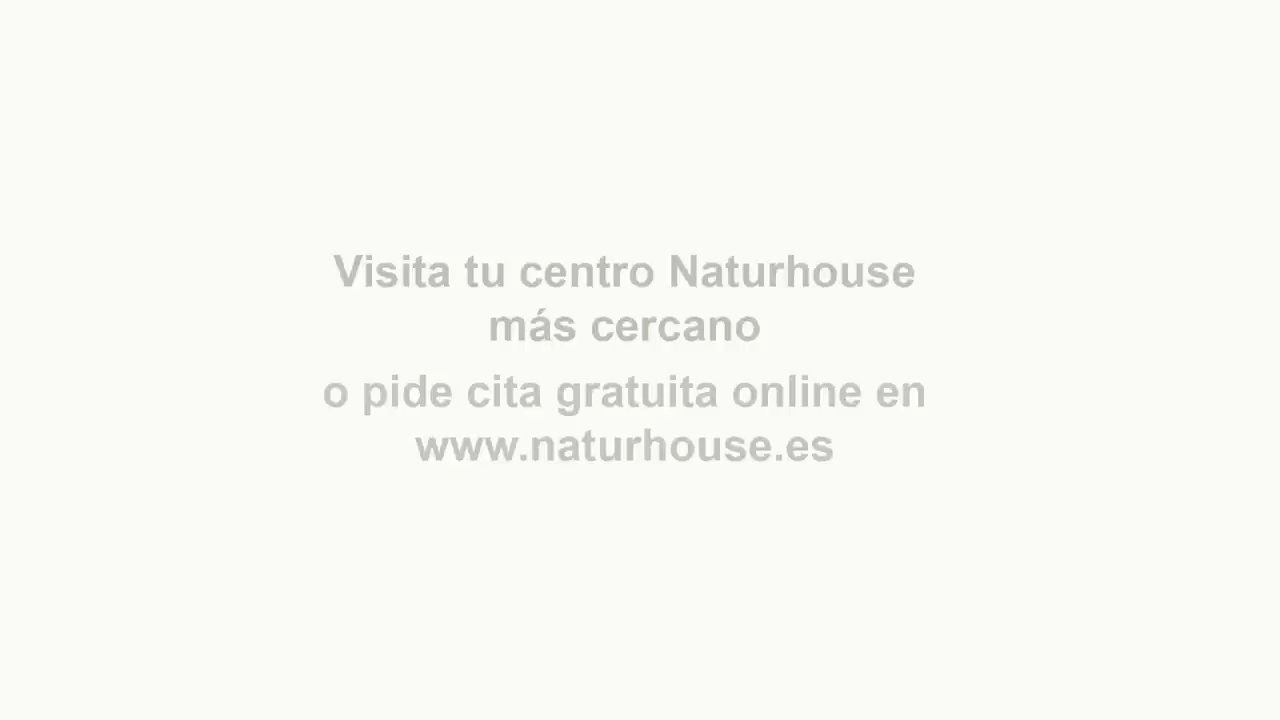 Visita tu centro Naturhouse
más cercano
o pide cita gratuita online en
www.naturhouse.es